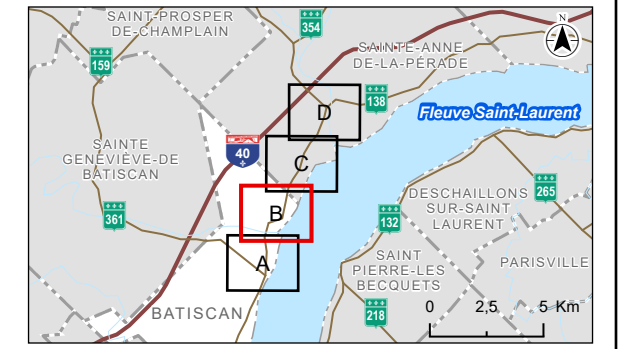 SAINT-PROSPER
DE-CHAMPLAIN
354
N
159
SAINTE-ANNE
DE-LA-PÉRADE
138
D
Fleuve Saint-Laurent
SAINTE
GENEVIÈVE-DE
BATISCAN
40
C
361
B
DESCHAILLONS
SUR-SAINT
LAURENT
265
132
A
SAINT
PIERRE-LES
BECQUETS
PARISVILLE
BATISCAN
218
0 2,5 5 Km